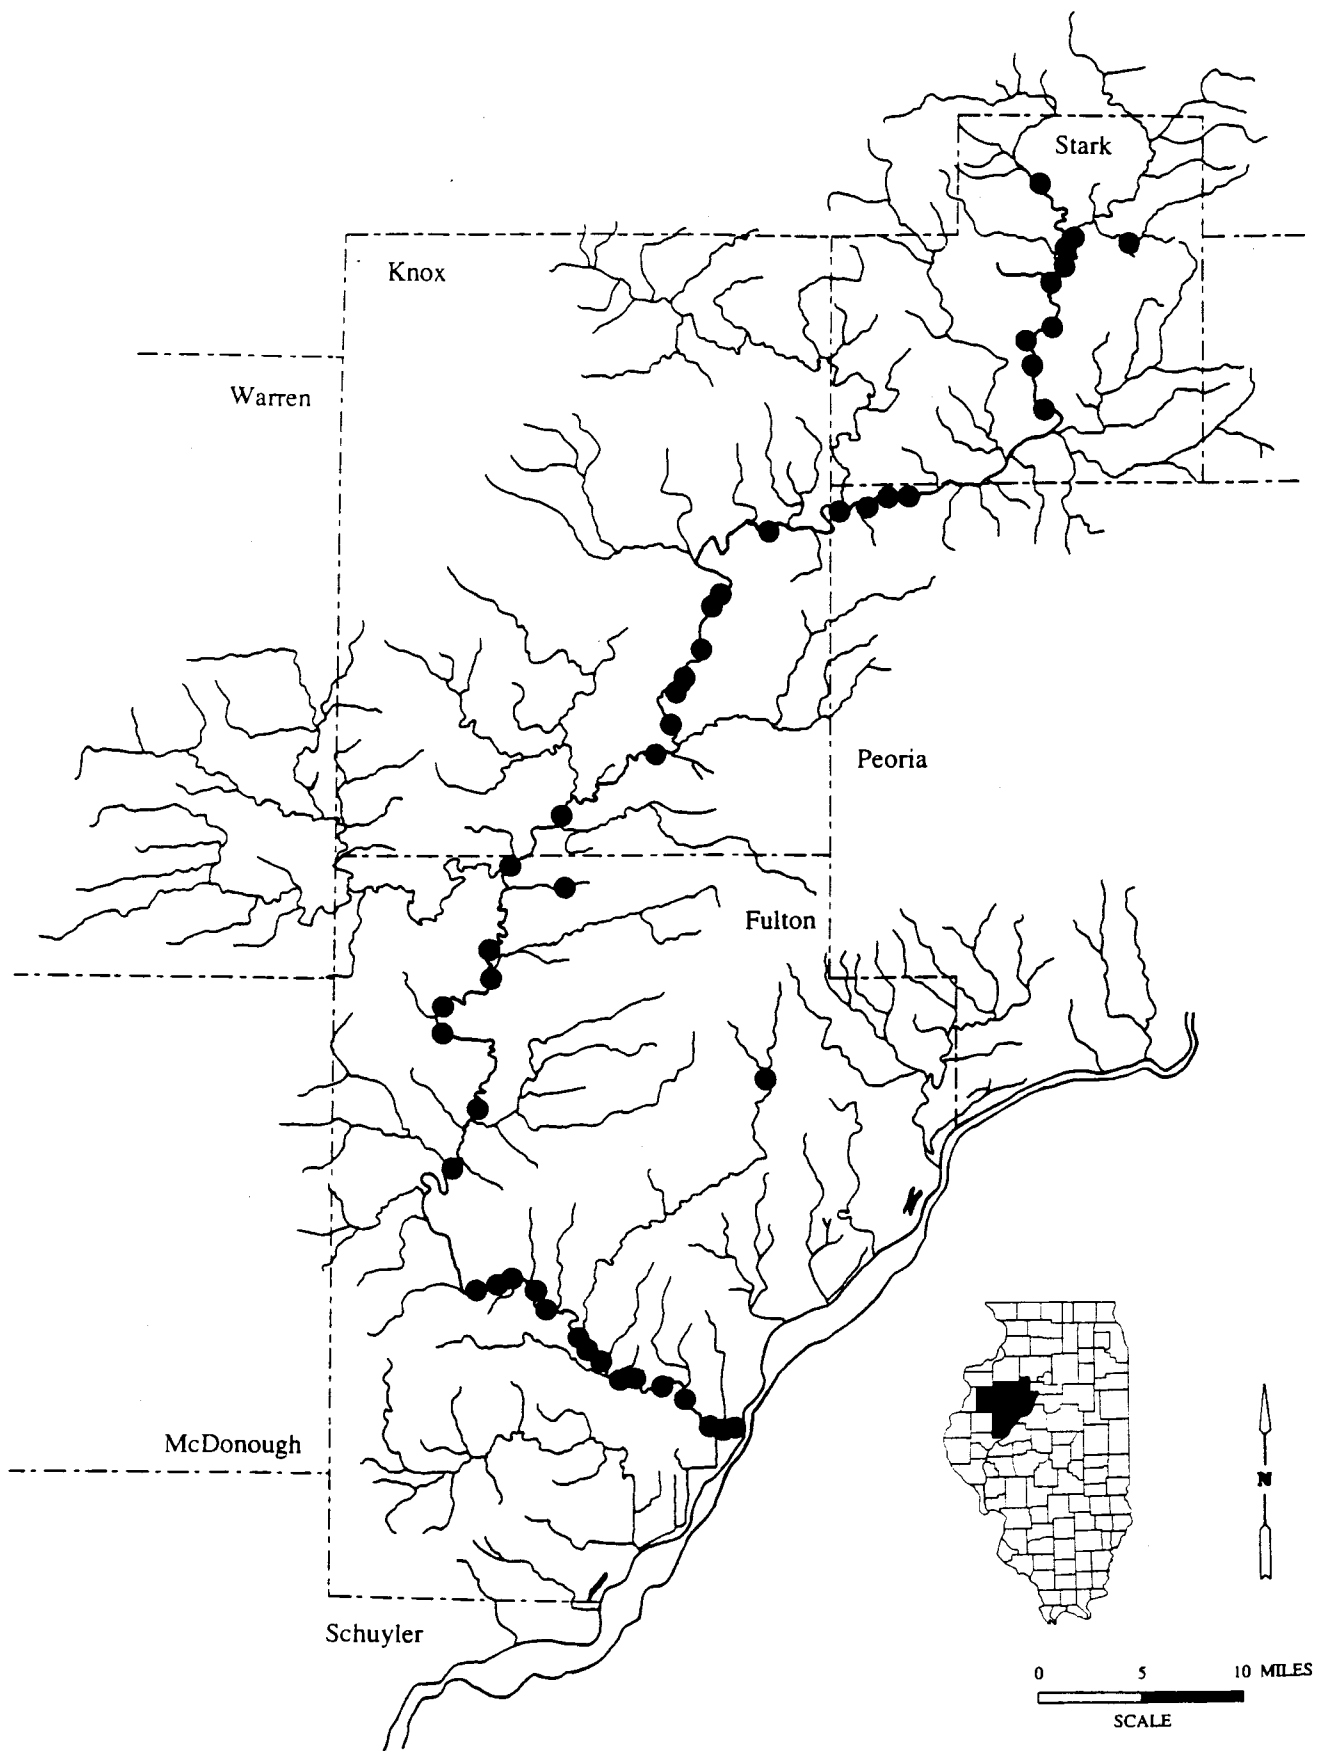 Stark
Knox
Warren
Peoria
Fulton
McDonough
N
Schuyler
0 5 10 MILES
SCALE